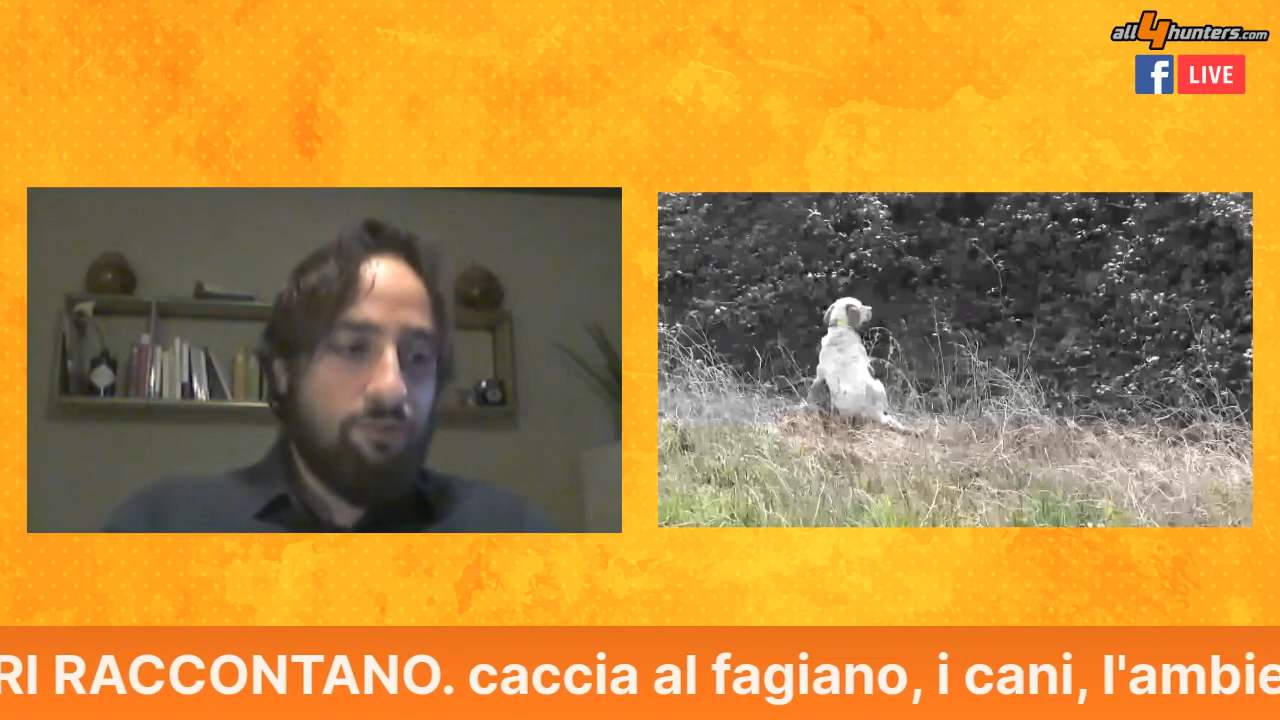 all4hunters.com
f LIVE
RI RACCONTANO. caccia al fagiano, i cani, l'ambie